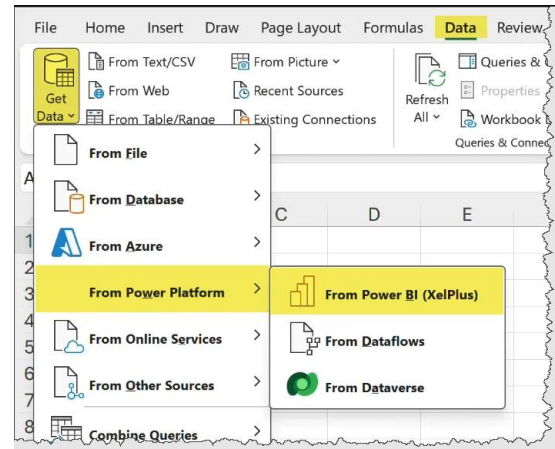 File Home Insert Draw Page Layout Formulas Data Review
From Text/CSV From Picture
From Web Recent Sources
From Table/Range Existing Connections
Get
Data
Refresh
All
Queries &
Properties
Workbook
Queries & Connec
From File
From Database
From Azure
From Power Platform
From Online Services
From Other Sources
Combine Queries
From Power BI (XelPlus)
From Dataflows
From Dataverse
A
C D E
1
2
3
4
5
6
7
8